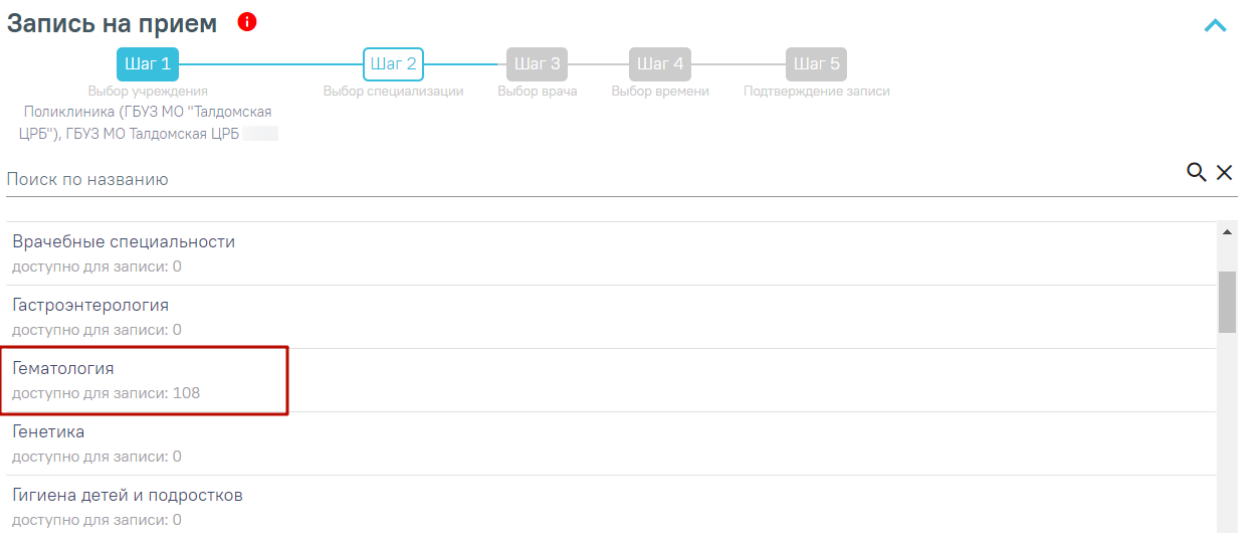 Запись на прием
Шаг 1 Шаг 2 Шаг 3 Шаг 4 Шаг 5
Выбор учреждения Выбор специализации Выбор врача Выбор времени Подтверждение записи
Поликлиника (ГБУЗ МО "Талдомская
ЦРБ"), ГБУЗ МО Талдомская ЦРБ
Поиск по названию
Врачебные специальности
доступно для записи: 0
Гастроэнтерология
доступно для записи: 0
Гематология
доступно для записи: 108
Генетика
доступно для записи: 0
Гигиена детей и подростков
доступно для записи: 0